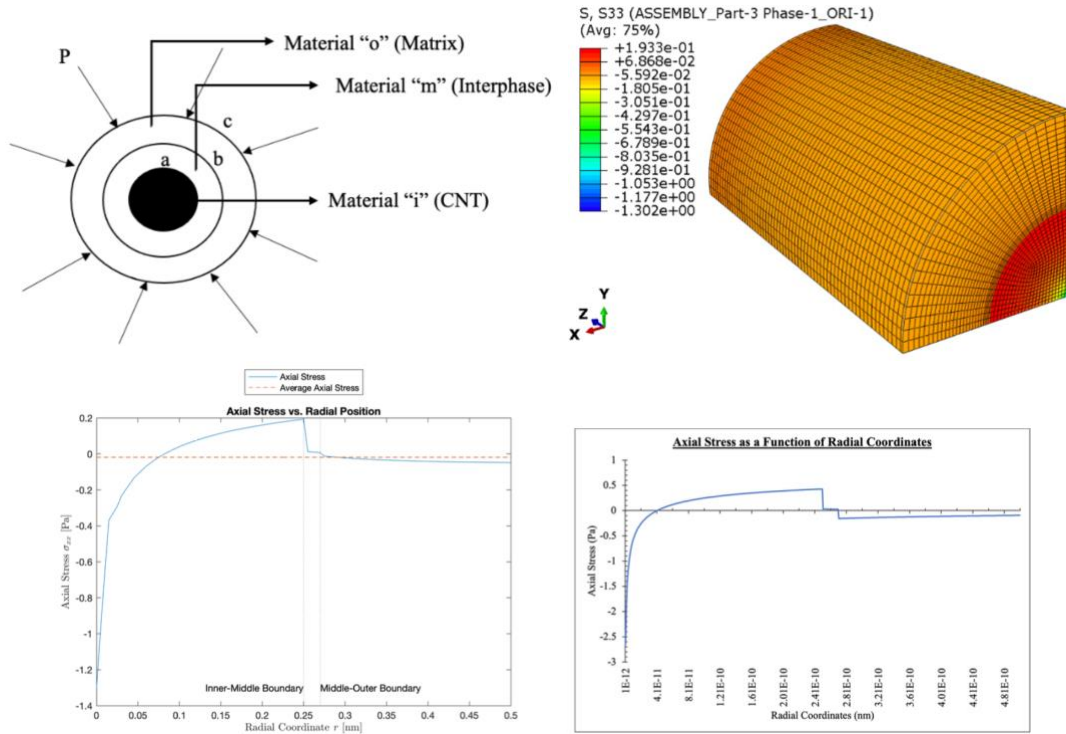 Material “o” (Matrix)
P
Material “m” (Interphase)
c
a
b
Material “i” (CNT)
S, S33 (ASSEMBLY_Part-3 Phase-1_ORI-1)
(Avg: 75%)
+1.933e-01
+6.868e-02
-5.592e-02
-1.805e-01
-3.051e-01
-4.297e-01
-5.543e-01
-6.789e-01
-8.035e-01
-9.281e-01
-1.053e+00
-1.177e+00
-1.302e+00
Y
Z
X
Axial Stress
Average Axial Stress
Axial Stress vs. Radial Position
0.2
0
-0.2
-0.4
-0.6
-0.8
-1
-1.2
-1.4
Axial Stress σxx [Pa]
Inner-Middle Boundary
Middle-Outer Boundary
0 0.05 0.1 0.15 0.2 0.25 0.3 0.35 0.4 0.45 0.5
Radial Coordinate r [nm]
Axial Stress as a Function of Radial Coordinates
1
0.5
0
-0.5
-1
-1.5
-2
-2.5
-3
Axial Stress (Pa)
1E-12 4.1E-11 8.1E-11 1.21E-10 1.61E-10 2.01E-10 2.41E-10 2.81E-10 3.21E-10 3.61E-10 4.01E-10 4.41E-10 4.81E-10
Radial Coordinates (nm)